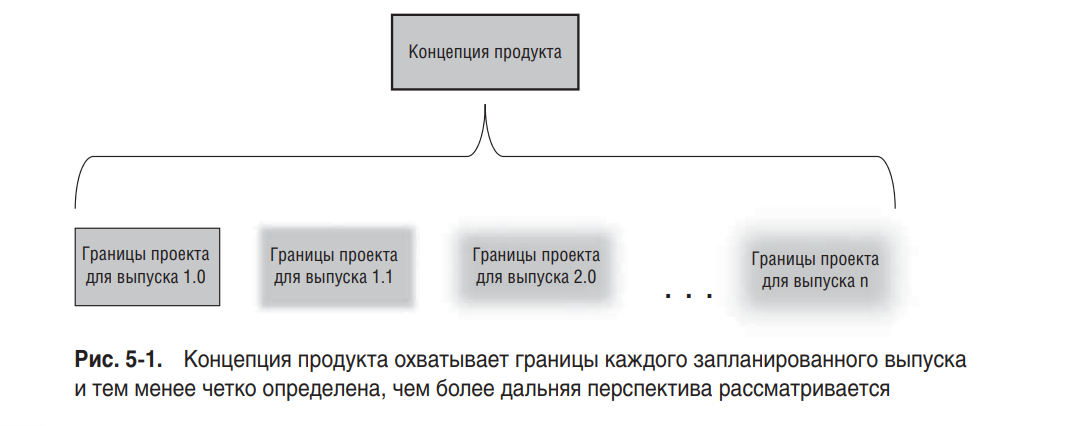 Концепция продукта
Границы проекта
для выпуска 1.0
Границы проекта
для выпуска 1.1
Границы проекта
для выпуска 2.0
. . .
Границы проекта
для выпуска n
Рис. 5-1. Концепция продукта охватывает границы каждого запланированного выпуска
и тем менее четко определена, чем более дальняя перспектива рассматривается